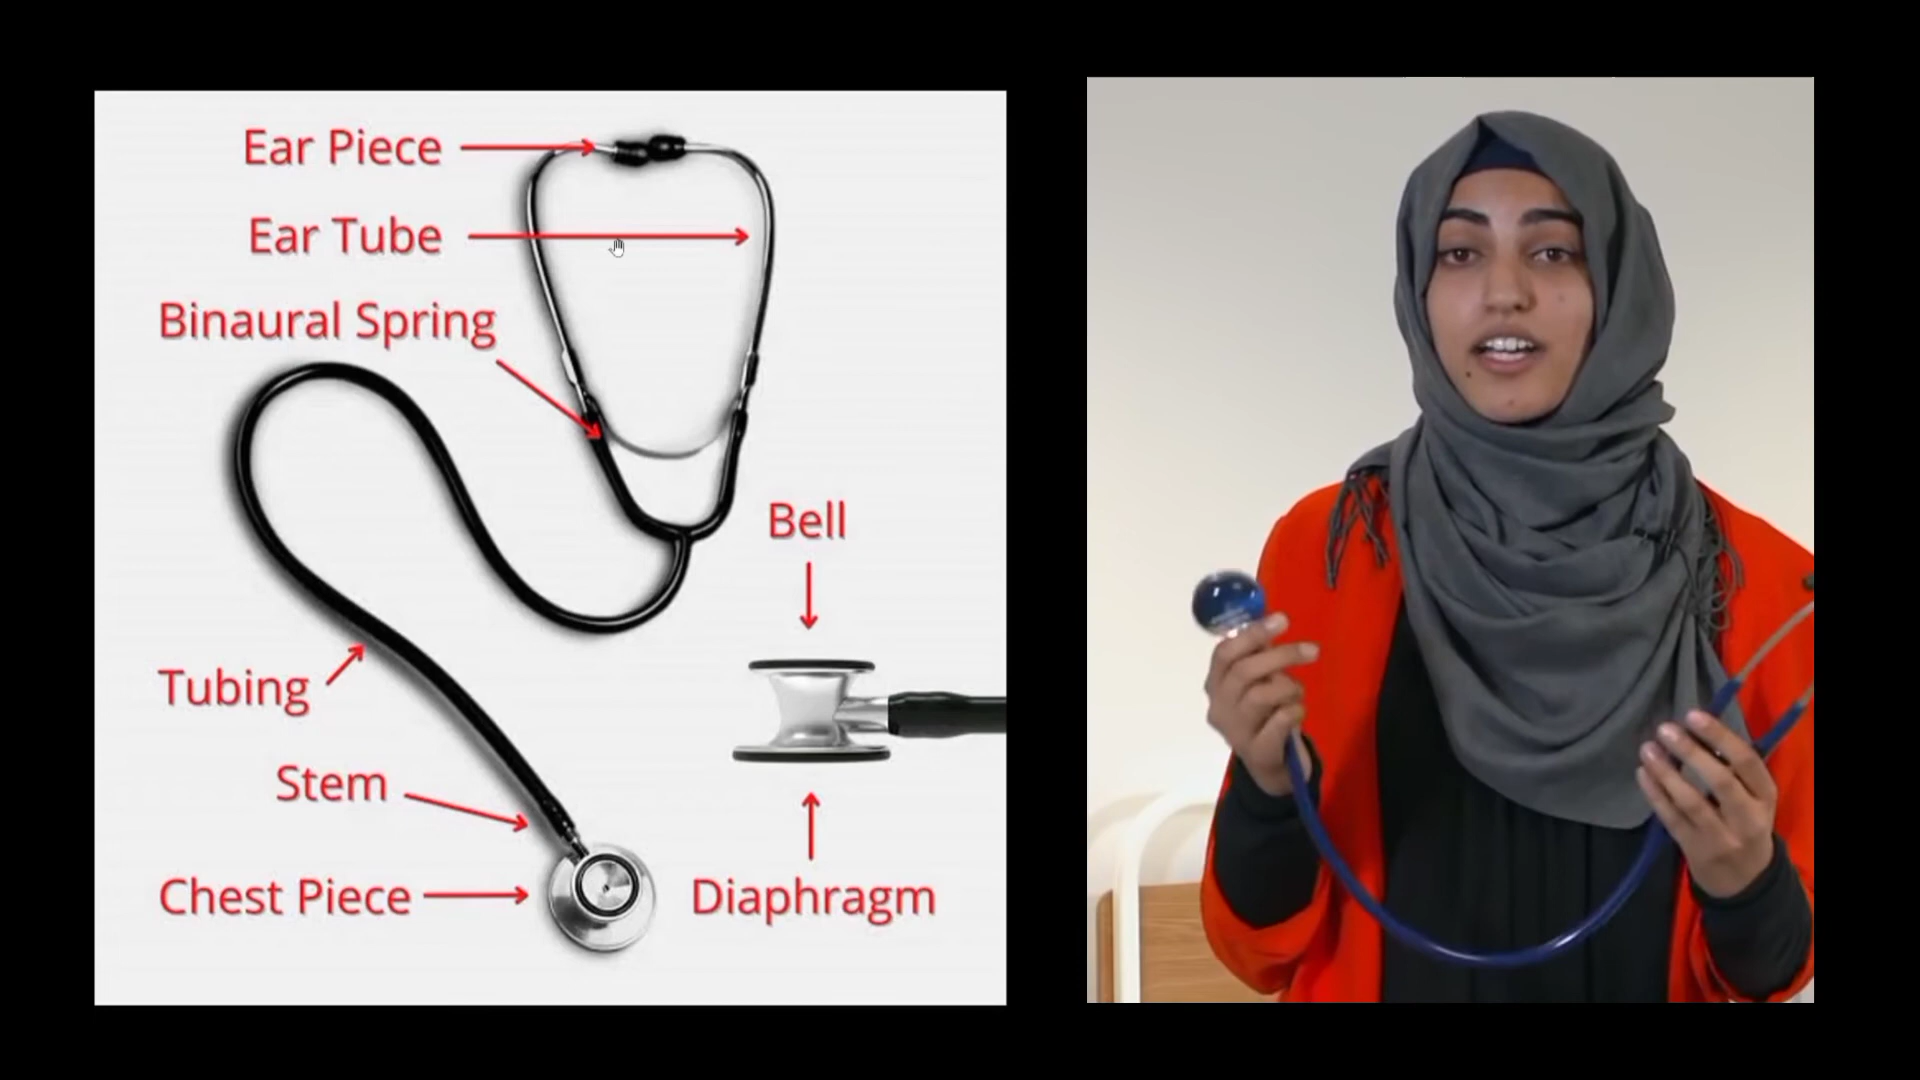 Ear Piece
Ear Tube
Binaural Spring
Bell
Tubing
Stem
Chest Piece
Diaphragm